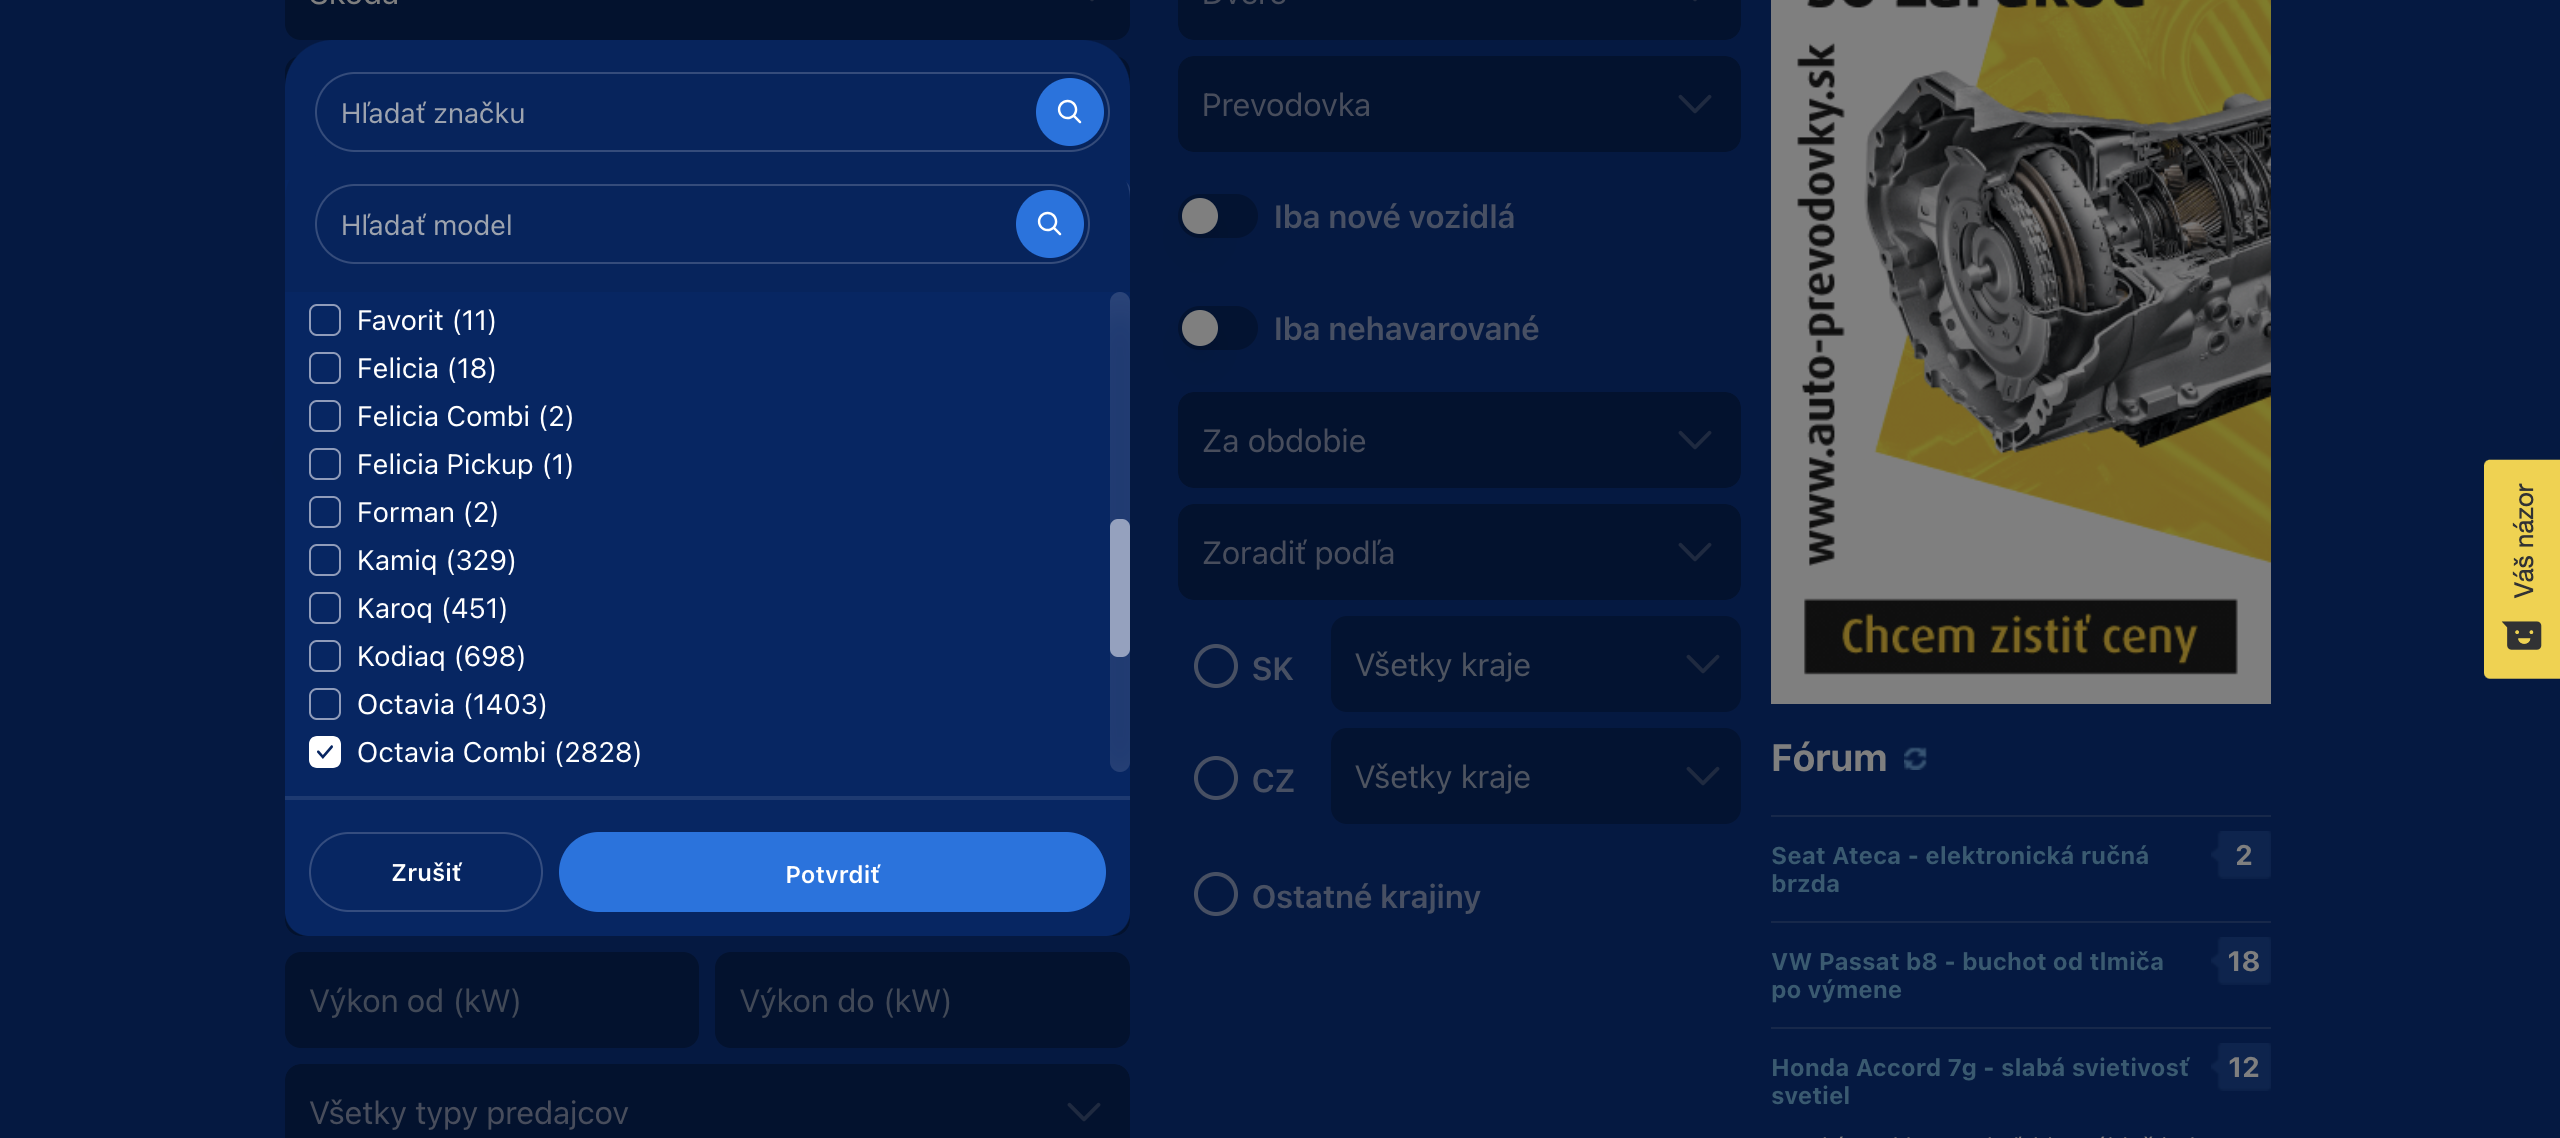 Škoda
Hľadať značku
Hľadať model
Favorit (11)
Felicia (18)
Felicia Combi (2)
Felicia Pickup (1)
Forman (2)
Kamiq (329)
Karoq (451)
Kodiaq (698)
Octavia (1403)
Octavia Combi (2828)
Zrušiť
Potvrdiť
Výkon od (kW)
Výkon do (kW)
Všetky typy predajcov
Dvere
Prevodovka
Iba nové vozidlá
Iba nehavarované
Za obdobie
Zoradiť podľa
SK
Všetky kraje
CZ
Všetky kraje
Ostatné krajiny
so zárukou
www.auto-prevodovky.sk
Chcem zistiť ceny
Fórum
Seat Ateca - elektronická ručná
brzda
2
VW Passat b8 - buchot od tlmiča
po výmene
18
Honda Accord 7g - slabá svietivosť
svetiel
12
Váš názor